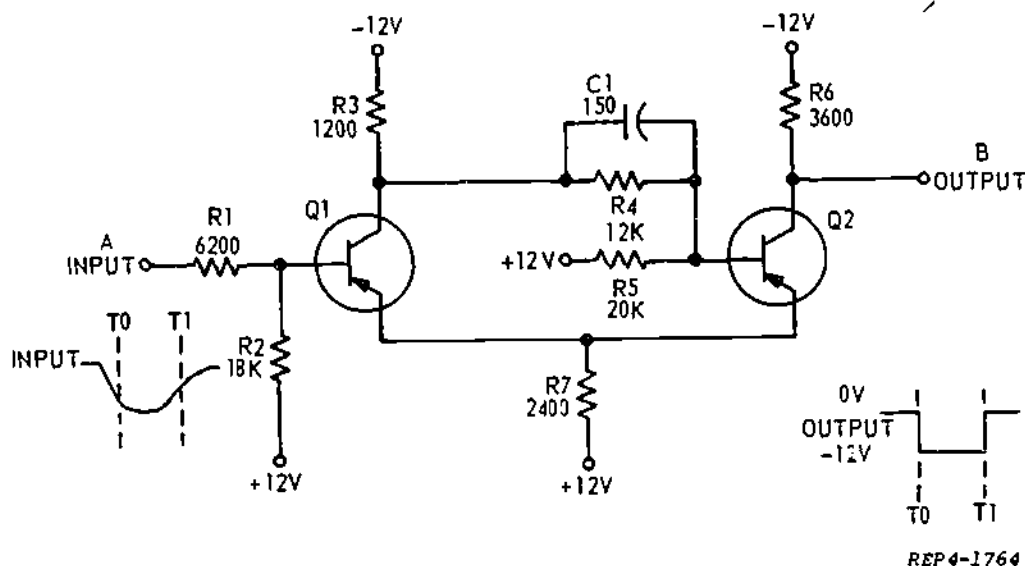 -12V
-12V
R3
1200
C1
150
R6
3600
B
OUTPUT
Q1
R4
12K
Q2
R1
6200
A
INPUT
+12V
R5
20K
T0
T1
INPUT
R2
18K
R7
2400
0V
OUTPUT
-12V
+12V
+12V
T0
T1
REP4-1764